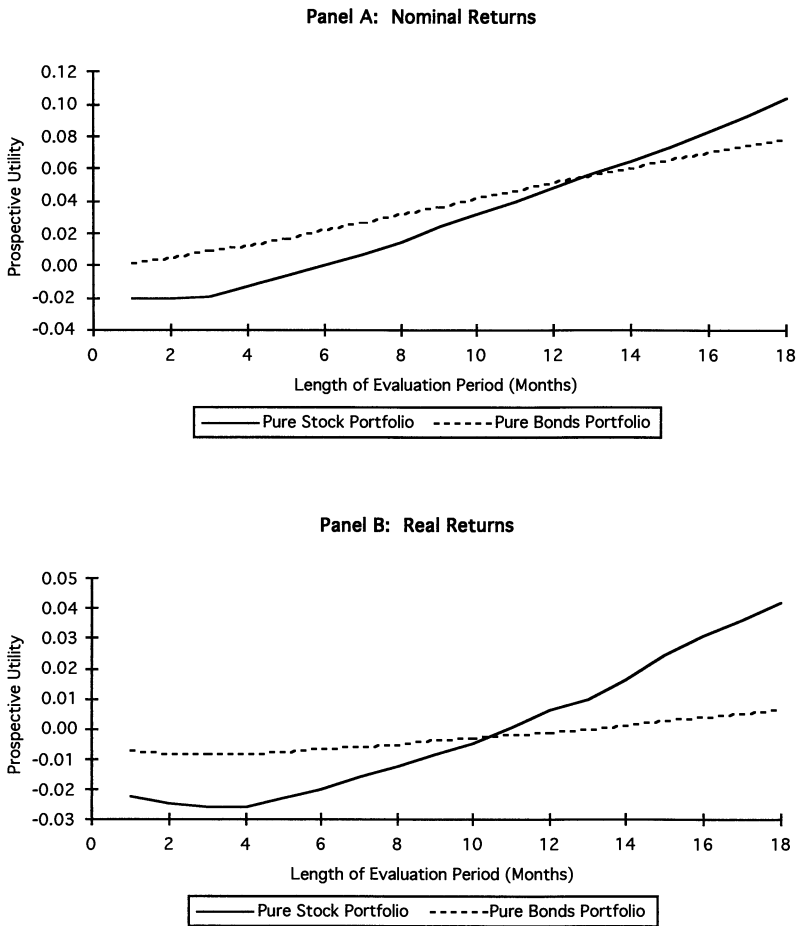 Panel A: Nominal Returns
0.12
0.10
0.08
0.06
0.04
0.02
0.00
-0.02
-0.04
Prospective Utility
0 2 4 6 8 10 12 14 16 18
Length of Evaluation Period (Months)
Pure Stock Portfolio Pure Bonds Portfolio
Panel B: Real Returns
0.05
0.04
0.03
0.02
0.01
0.00
-0.01
-0.02
-0.03
Prospective Utility
0 2 4 6 8 10 12 14 16 18
Length of Evaluation Period (Months)
Pure Stock Portfolio Pure Bonds Portfolio